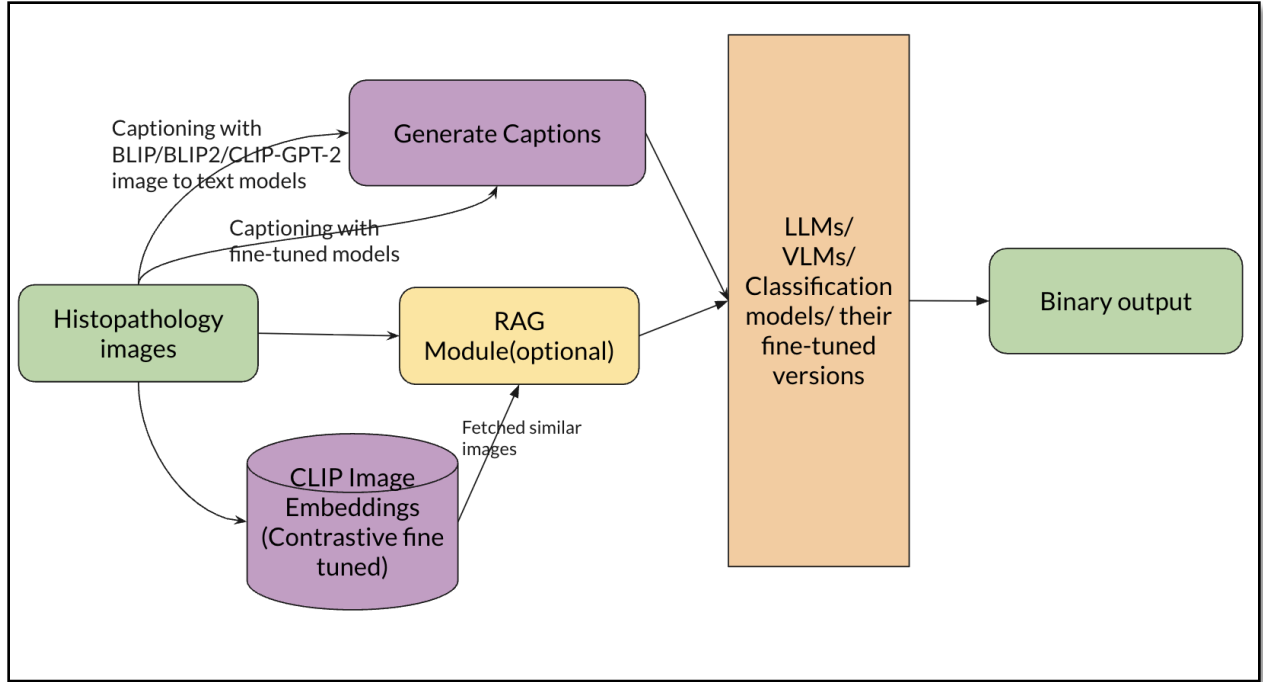 Captioning with
BLIP/BLIP2/CLIP-GPT-2
image to text models
Generate Captions
Captioning with
fine-tuned models
Histopathology
images
RAG
Module(optional)
Fetched similar
images
CLIP Image
Embeddings
(Contrastive fine
tuned)
LLMs/
VLMs/
Classification
models/ their
fine-tuned
versions
Binary output